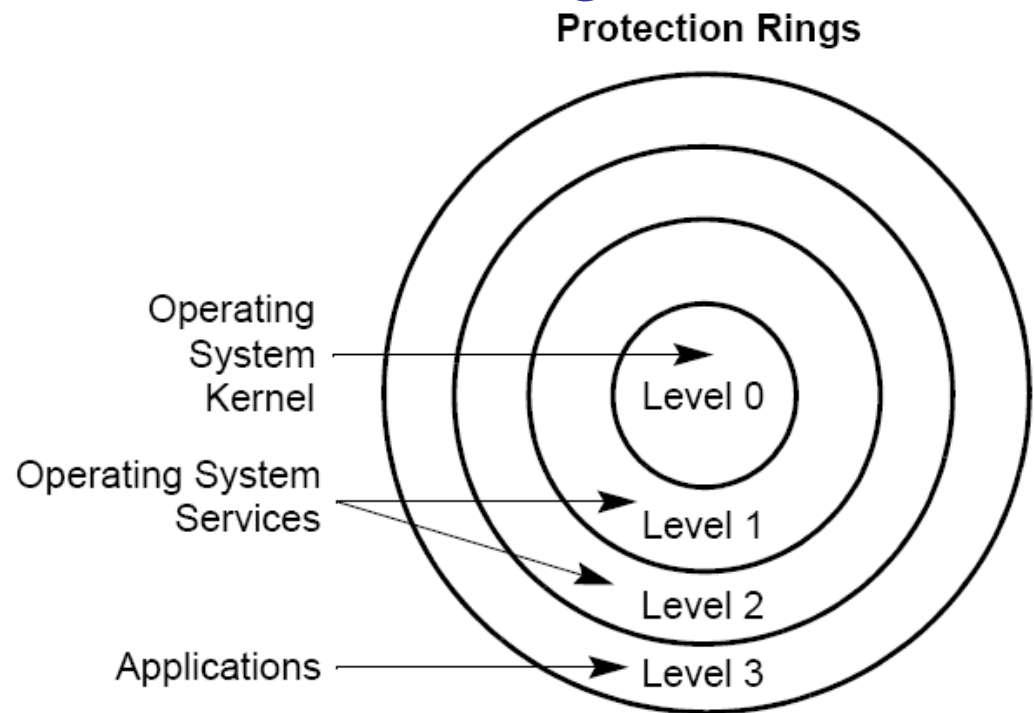 Protection Rings
Operating
System
Kernel
Level 0
Operating System
Services
Level 1
Level 2
Applications
Level 3